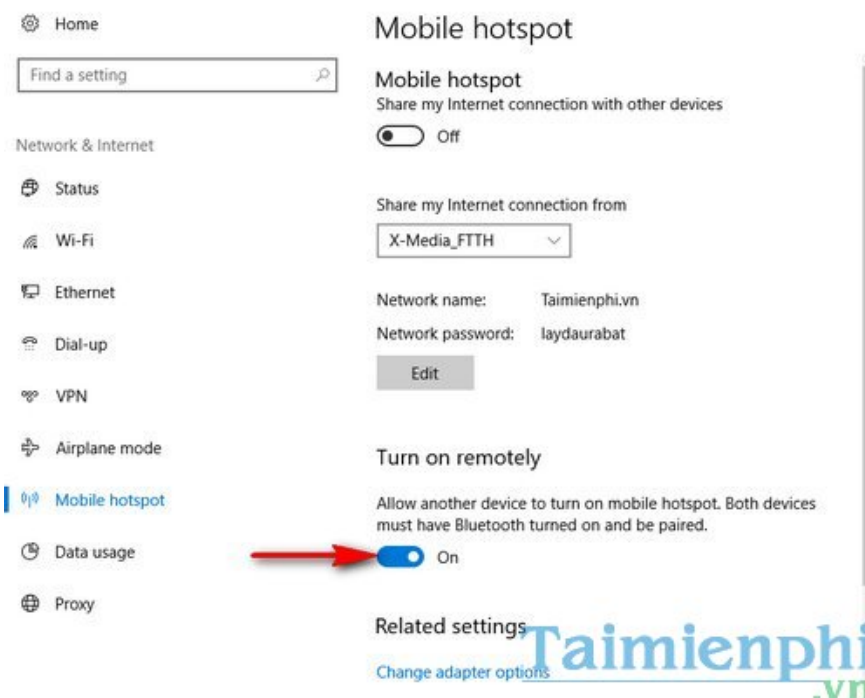 Home
Find a setting
Network & Internet
Status
Wi-Fi
Ethernet
Dial-up
VPN
Airplane mode
Mobile hotspot
Data usage
Proxy
Mobile hotspot
Mobile hotspot
Share my Internet connection with other devices
Off
Share my Internet connection from
X-Media_FTTH
Network name: Taimienphi.vn
Network password: laydaurabat
Edit
Turn on remotely
Allow another device to turn on mobile hotspot. Both devices
must have Bluetooth turned on and be paired.
On
Related settings
Change adapter options
Taimienphi
.vn